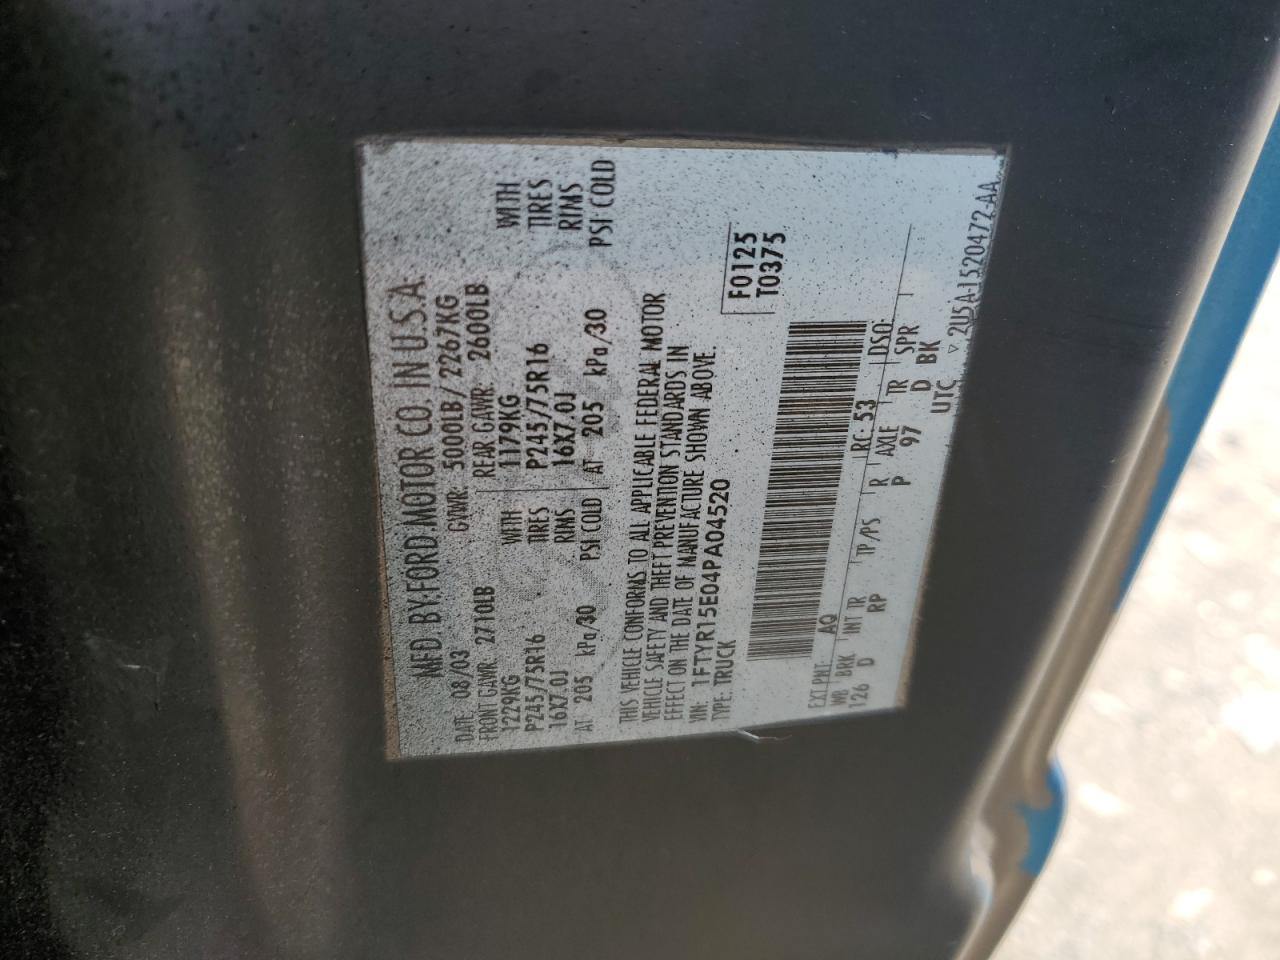 MFD. BY FORD MOTOR CO. IN U.S.A.
DATE: 08/03 GVWR: 5000LB/2267KG
FRONT GAWR: 2710LB REAR GAWR: 2600LB
1229KG WITH 1179KG WITH
P245/75R16 TIRES P245/75R16 TIRES
16X7.0J RIMS 16X7.0J RIMS
AT 205 kPa/30 PSI COLD AT 205 kPa/30 PSI COLD
THIS VEHICLE CONFORMS TO ALL APPLICABLE FEDERAL MOTOR
VEHICLE SAFETY AND THEFT PREVENTION STANDARDS IN
EFFECT ON THE DATE OF MANUFACTURE SHOWN ABOVE.
VIN: 1FTYR15E04PA04520
TYPE: TRUCK
F0125
T0375
EXT PNT: AQ RC: 53 DSO:
WB BRK INT TR TP/PS R AXLE TR SPR
126 D RP P 97 D BK
UTC ▽ 2U5A-1520472-AA